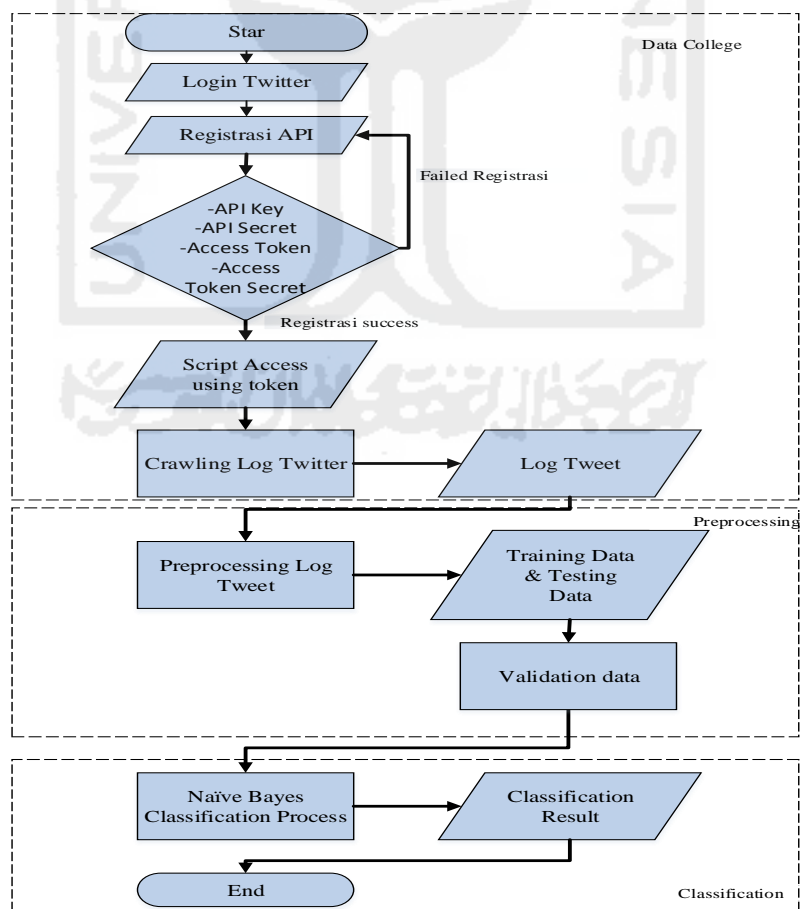 Star
Data College
Login Twitter
Registrasi API
Failed Registrasi
-API Key
-API Secret
-Access Token
-Access
Token Secret
Registrasi success
Script Access
using token
Crawling Log Twitter
Log Tweet
Preprocessing
Preprocessing Log
Tweet
Training Data
& Testing
Data
Validation data
Naïve Bayes
Classification Process
Classification
Result
End
Classification